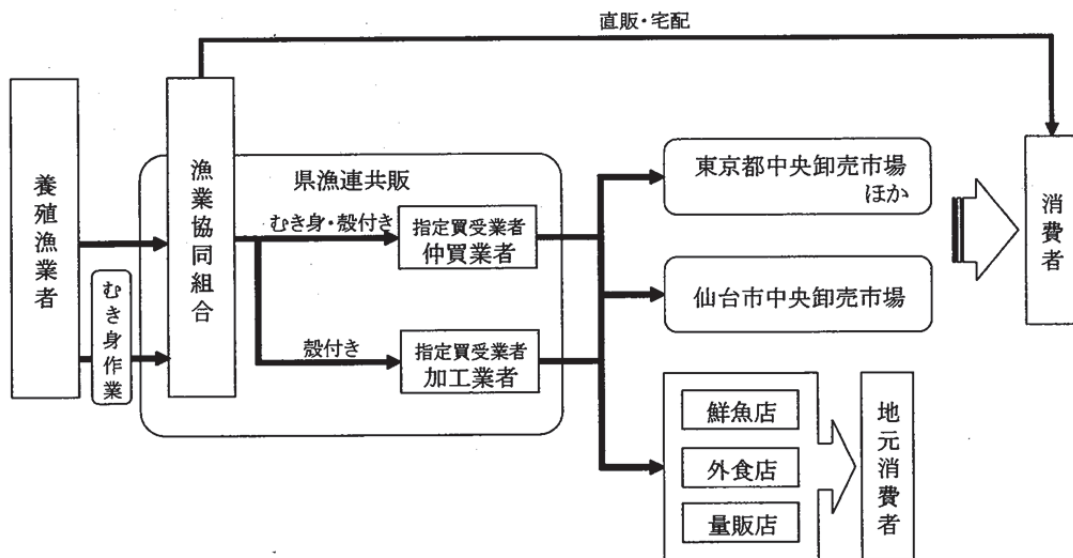 直販・宅配
養殖漁業者
むき身作業
漁業協同組合
県漁連共販
むき身・殻付き
殻付き
指定買受業者
仲買業者
指定買受業者
加工業者
東京都中央卸売市場
ほか
仙台市中央卸売市場
鮮魚店
外食店
量販店
地元消費者
消費者